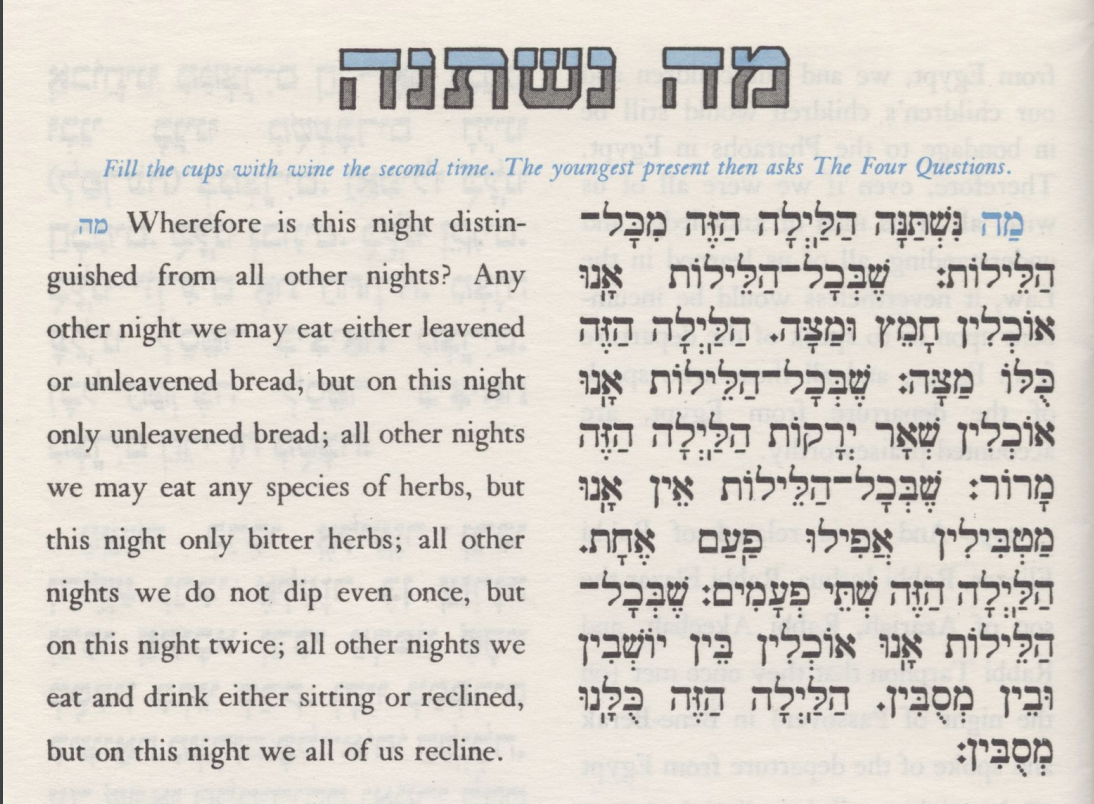 מה נשתנה
Fill the cups with wine the second time. The youngest present then asks The Four Questions.
מה Wherefore is this night distin-
guished from all other nights? Any
other night we may eat either leavened
or unleavened bread; but on this night
only unleavened bread; all other nights
we may eat any species of herbs, but
this night only bitter herbs; all other
nights we do not dip even once, but
on this night twice; all other nights we
eat and drink either sitting or reclined,
but on this night we all of us recline.
מַה נִּשְׁתַּנָּה הַלַּיְלָה הַזֶּה מִכָּל־
הַלֵּילוֹת: שֶׁבְּכָל־הַלֵּילוֹת אָנוּ
אוֹכְלִין חָמֵץ וּמַצָּה. הַלַּיְלָה הַזֶּה
כֻּלּוֹ מַצָּה: שֶׁבְּכָל־הַלֵּילוֹת אָנוּ
אוֹכְלִין שְׁאָר יְרָקוֹת הַלַּיְלָה הַזֶּה
מָרוֹר: שֶׁבְּכָל־הַלֵּילוֹת אֵין אָנוּ
מַטְבִּילִין אֲפִילוּ פַּעַם אֶחָת.
הַלַּיְלָה הַזֶּה שְׁתֵּי פְעָמִים: שֶׁבְּכָל־
הַלֵּילוֹת אָנוּ אוֹכְלִין בֵּין יוֹשְׁבִין
וּבֵין מְסֻבִּין. הַלַּיְלָה הַזֶּה כֻּלָּנוּ
מְסֻבִּין: